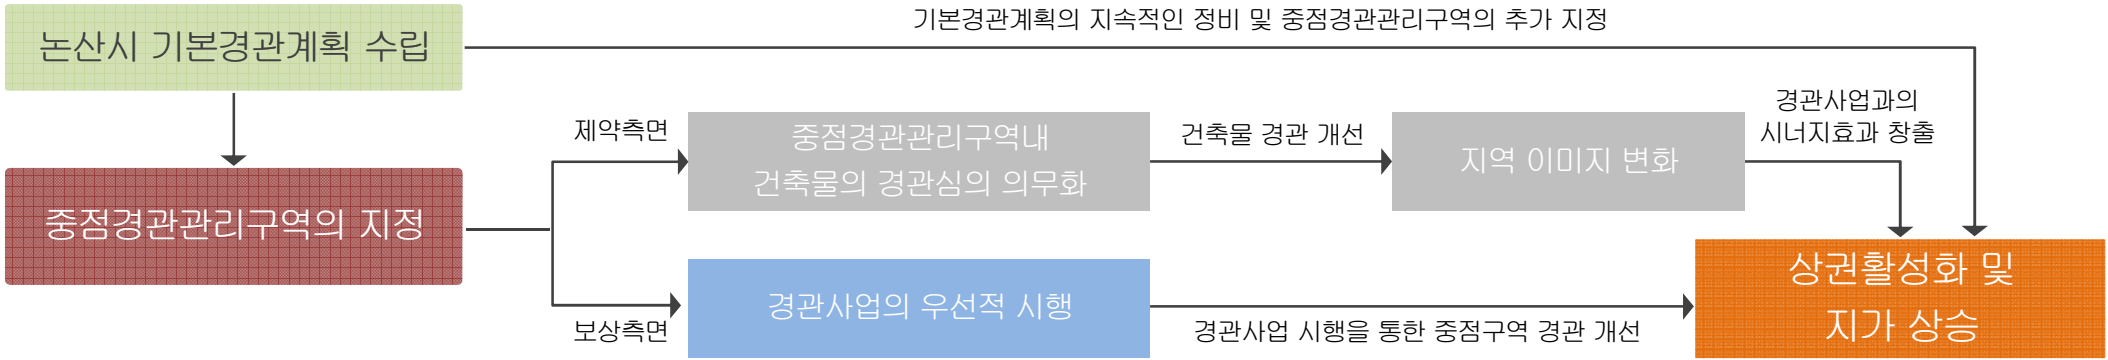 기본경관계획의 지속적인 정비 및 중점경관관리구역의 추가 지정
논산시 기본경관계획 수립
중점경관관리구역의 지정
제약측면
중점경관관리구역내
건축물의 경관심의 의무화
건축물 경관 개선
지역 이미지 변화
경관사업과의
시너지효과 창출
보상측면
경관사업의 우선적 시행
경관사업 시행을 통한 중점구역 경관 개선
상권활성화 및
지가 상승